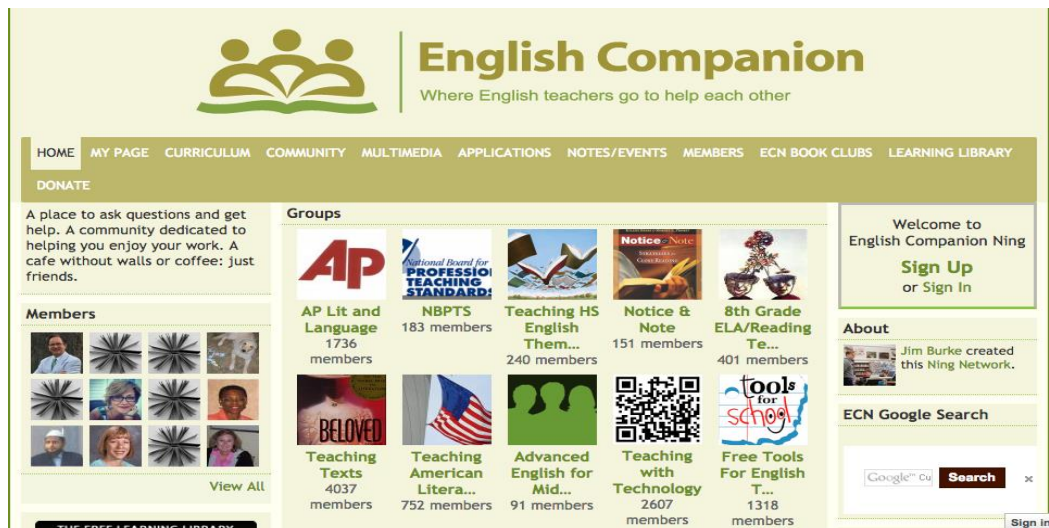 English Companion
Where English teachers go to help each other
HOME MY PAGE CURRICULUM COMMUNITY MULTIMEDIA APPLICATIONS NOTES/EVENTS MEMBERS ECN BOOK CLUBS LEARNING LIBRARY
DONATE
A place to ask questions and get
help. A community dedicated to
helping you enjoy your work. A
cafe without walls or coffee: just
friends.
Members
View All
THE FREE LEARNING LIBRARY
Groups
AP
AP Lit and
Language
1736
members
National Board for
PROFESSIO
TEACHING
STANDARDS
NBPTS
183 members
Teaching HS
English
Them...
240 members
Notice & Note
STRATEGIES
CLOSE READING
Notice &
Note
151 members
8th Grade
ELA/Reading
Te...
401 members
BELOVED
Teaching
Texts
4037
members
Teaching
American
Litera...
752 members
Advanced
English for
Mid...
91 members
Teaching
with
Technology
2607
members
tools
for
school
Free Tools
For English
T...
1318
members
Welcome to
English Companion Ning
Sign Up
or Sign In
About
Jim Burke created
this Ning Network.
ECN Google Search
Google™ Cu Search ×
Sign in